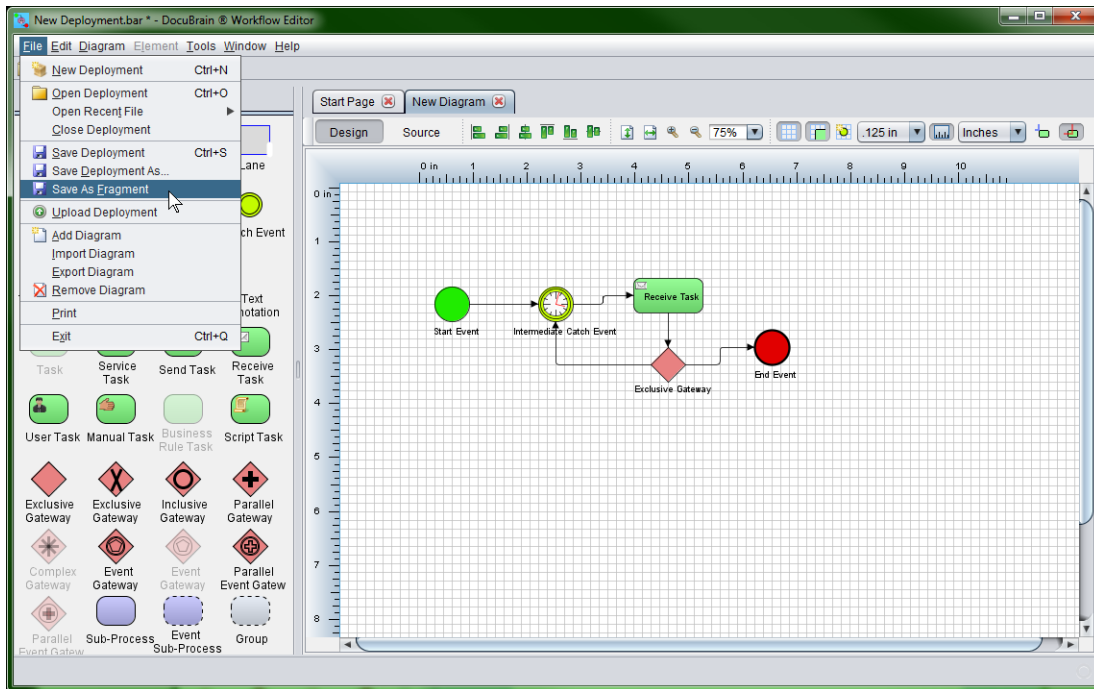 New Deployment.bar * - DocuBrain ® Workflow Editor
File Edit Diagram Element Tools Window Help
New Deployment Ctrl+N
Open Deployment Ctrl+O
Open Recent File
Close Deployment
Save Deployment Ctrl+S
Save Deployment As...
Save As Fragment
Upload Deployment
Add Diagram
Import Diagram
Export Diagram
Remove Diagram
Print
Exit Ctrl+Q
Lane
ch Event
Text
notation
Task
Service
Task
Send Task
Receive
Task
User Task
Manual Task
Business
Rule Task
Script Task
Exclusive
Gateway
Exclusive
Gateway
Inclusive
Gateway
Parallel
Gateway
Complex
Gateway
Event
Gateway
Event
Gateway
Parallel
Event Gatew
Parallel
Event Gatew
Sub-Process
Event
Sub-Process
Group
Start Page
New Diagram
Design Source 75% .125 in Inches
0 in 1 2 3 4 5 6 7 8 9 10
0 in
1
2
3
4
5
6
7
8
Start Event
Intermediate Catch Event
Receive Task
Exclusive Gateway
End Event